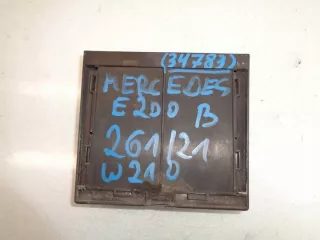 (34783)
MERCEDES
E200 B
261/21
W210